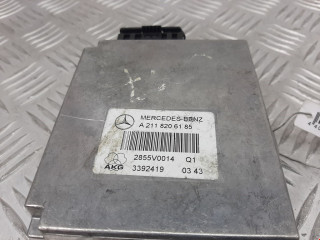 MERCEDES-BENZ
A 211 820 61 85
2855V0014 Q1
AKG 3392419 03 43